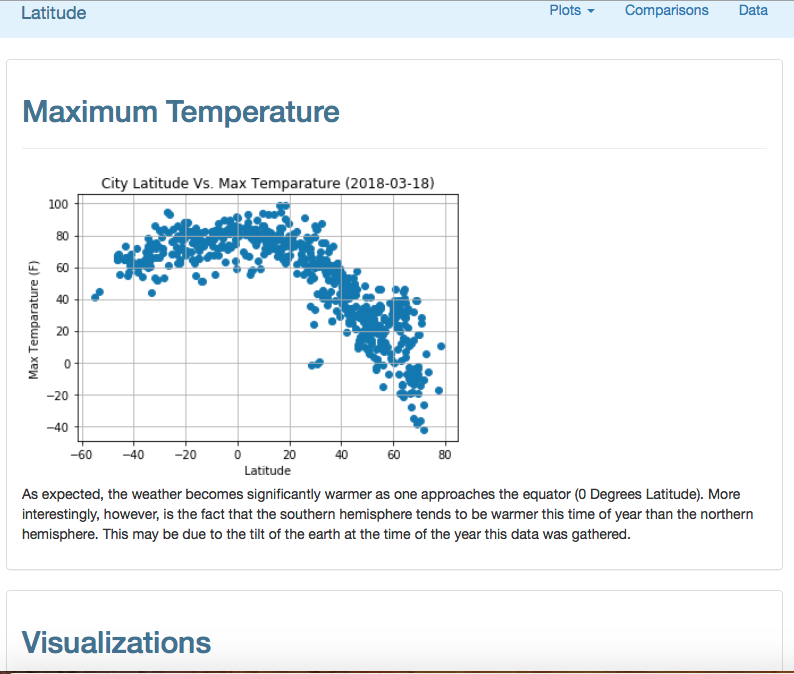 Latitude
Plots Comparisons Data
Maximum Temperature
City Latitude Vs. Max Temparature (2018-03-18)
100
80
60
40
20
0
−20
−40
Max Temparature (F)
−60 −40 −20 0 20 40 60 80
Latitude
As expected, the weather becomes significantly warmer as one approaches the equator (0 Degrees Latitude). More
interestingly, however, is the fact that the southern hemisphere tends to be warmer this time of year than the northern
hemisphere. This may be due to the tilt of the earth at the time of the year this data was gathered.
Visualizations